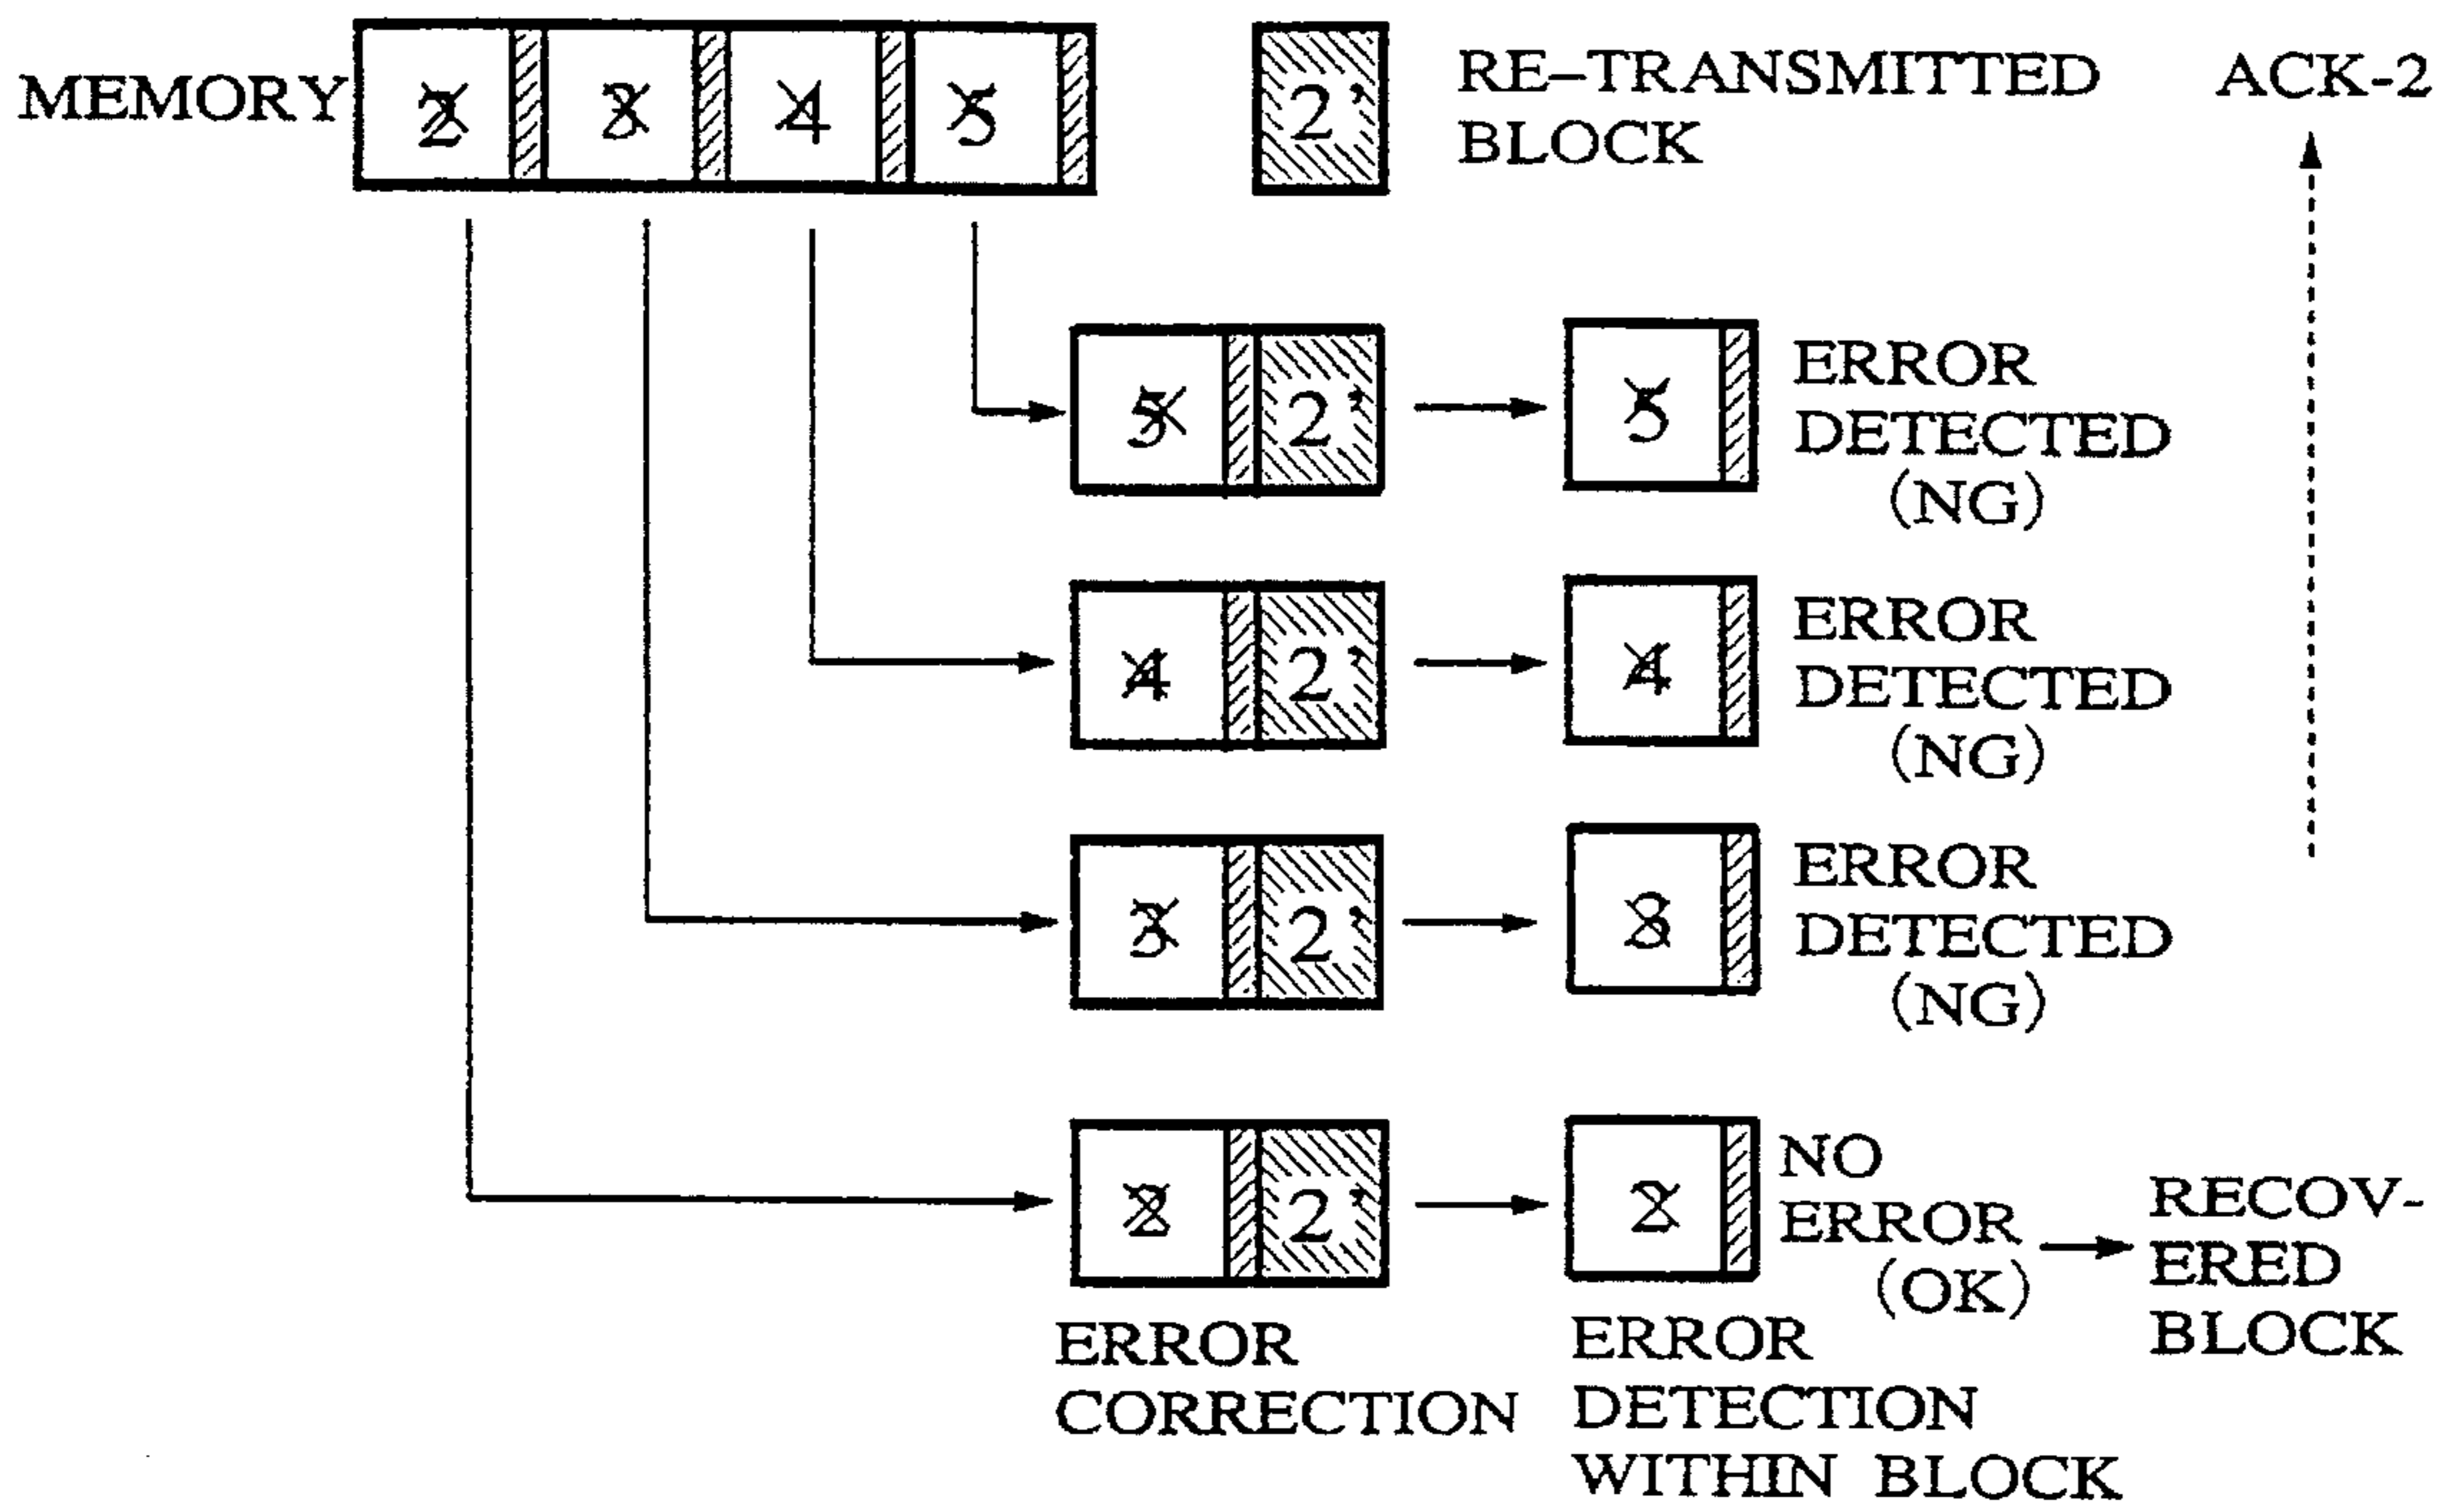 MEMORY 2 3 4 5 2' RE-TRANSMITTED BLOCK ACK-2
5 2' 5 ERROR DETECTED (NG)
4 2' 4 ERROR DETECTED (NG)
3 2' 3 ERROR DETECTED (NG)
2 2' 2 NO ERROR (OK) RECOV-
ERED
BLOCK
ERROR
CORRECTION
ERROR
DETECTION
WITHIN BLOCK